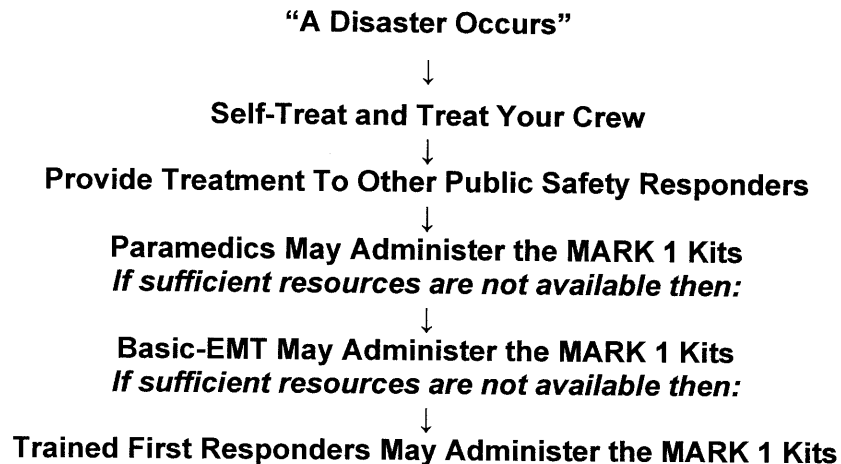 “A Disaster Occurs”
↓
Self-Treat and Treat Your Crew
↓
Provide Treatment To Other Public Safety Responders
↓
Paramedics May Administer the MARK 1 Kits
If sufficient resources are not available then:
↓
Basic-EMT May Administer the MARK 1 Kits
If sufficient resources are not available then:
↓
Trained First Responders May Administer the MARK 1 Kits